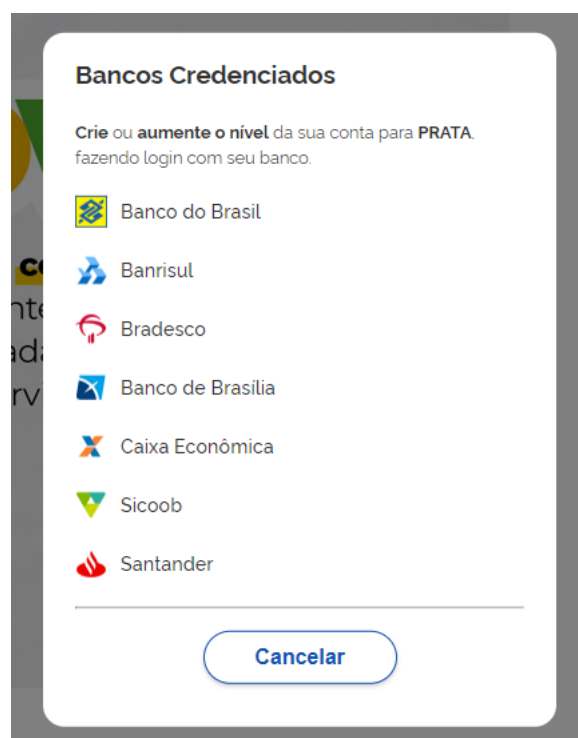 Bancos Credenciados
Crie ou aumente o nível da sua conta para PRATA,
fazendo login com seu banco.
Banco do Brasil
Banrisul
Bradesco
Banco de Brasília
Caixa Econômica
Sicoob
Santander
Cancelar